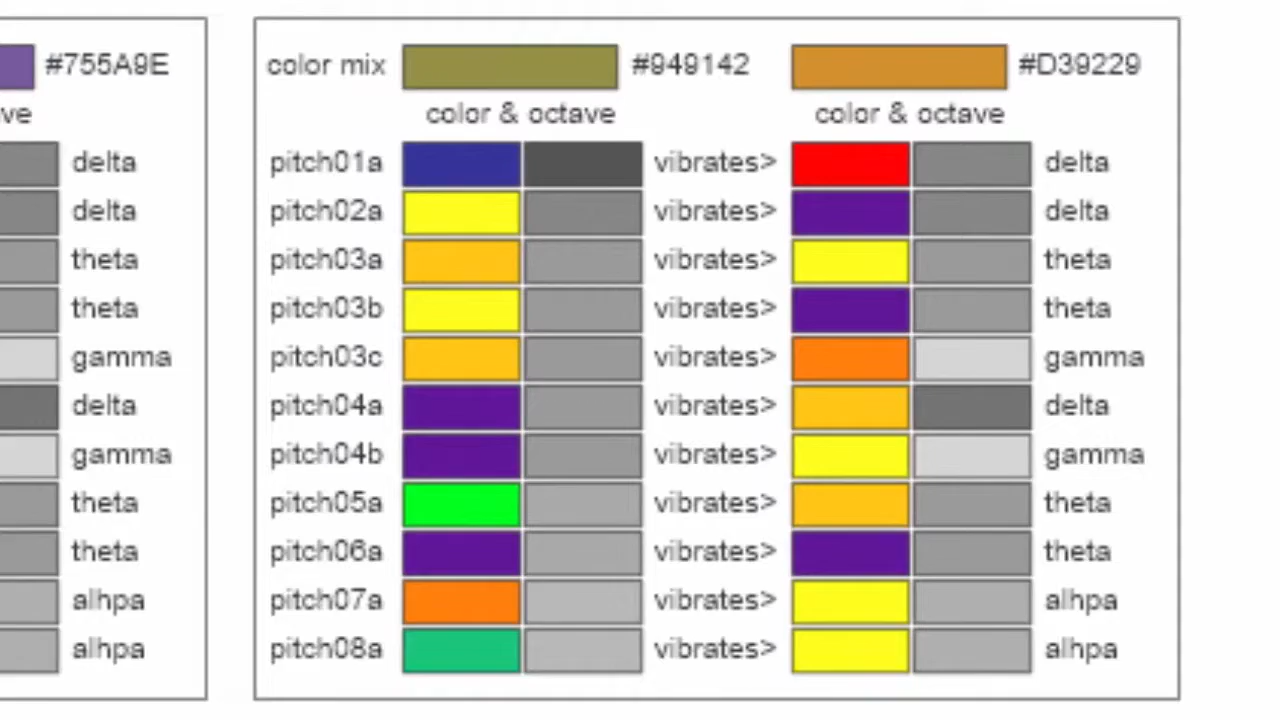 #755A9E
ve
delta
delta
theta
theta
gamma
delta
gamma
theta
theta
alhpa
alhpa
color mix #949142 #D39229
color & octave color & octave
pitch01a vibrates> delta
pitch02a vibrates> delta
pitch03a vibrates> theta
pitch03b vibrates> theta
pitch03c vibrates> gamma
pitch04a vibrates> delta
pitch04b vibrates> gamma
pitch05a vibrates> theta
pitch06a vibrates> theta
pitch07a vibrates> alhpa
pitch08a vibrates> alhpa